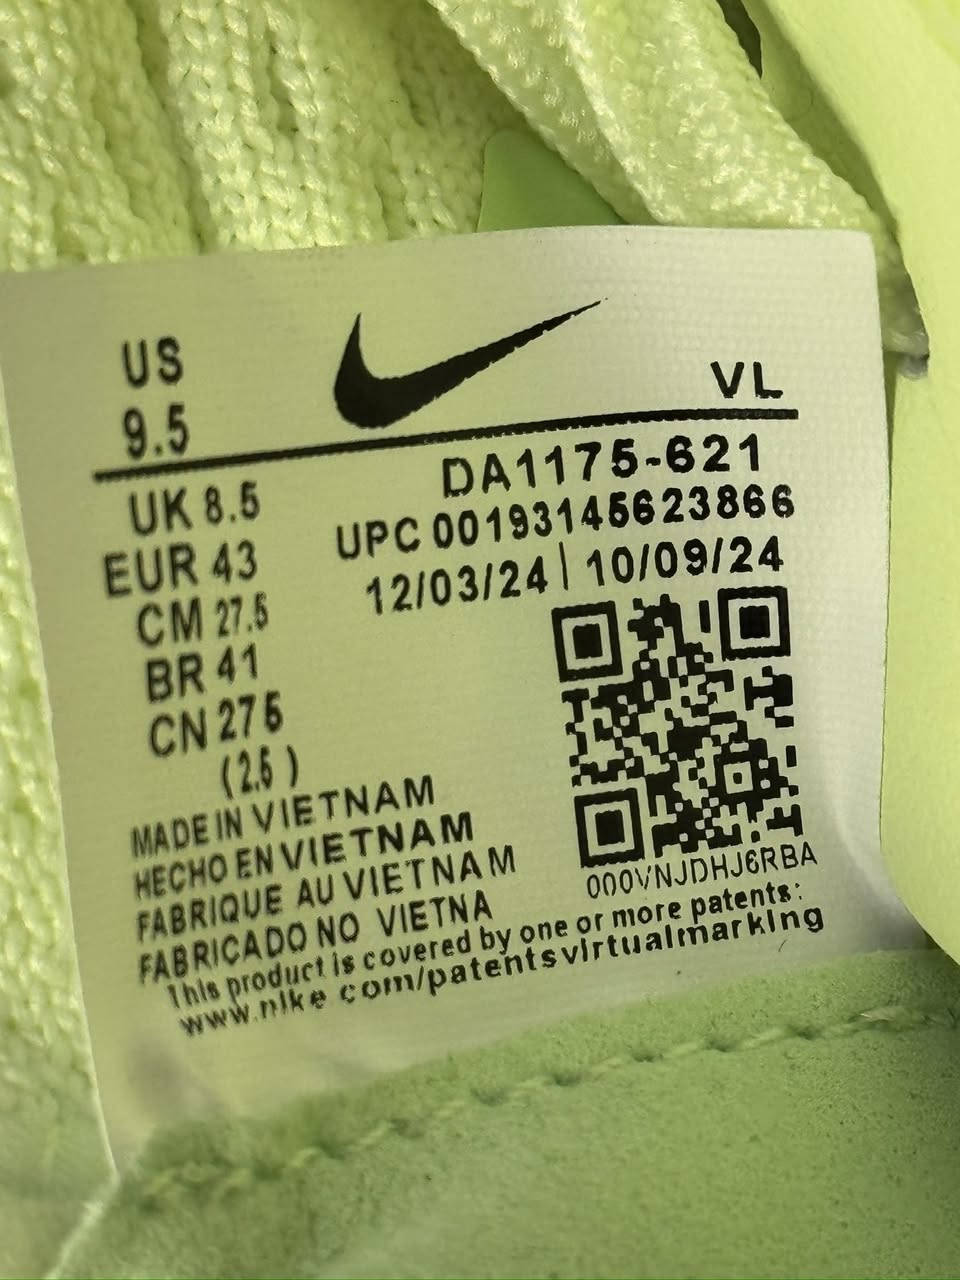 US
9.5
VL
UK 8.5
EUR 43
CM 27.5
BR 41
CN 275
(2.5)
DA1175-621
UPC 00193145623866
12/03/24 | 10/09/24
000VNJDHJ6RBA
MADE IN VIETNAM
HECHO EN VIETNAM
FABRIQUE AU VIETNAM
FABRICADO NO VIETNA
This product is covered by one or more patents:
www.nike com/patentsvirtualmarking